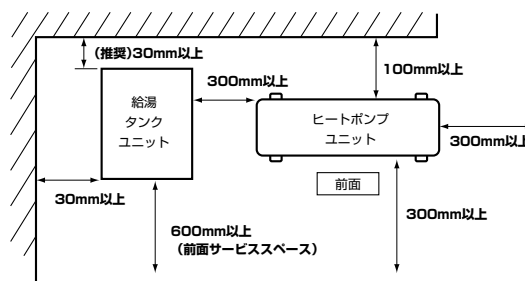 (推奨)30mm以上
300mm以上
100mm以上
給湯
タンク
ユニット
ヒートポンプ
ユニット
300mm以上
前面
30mm以上
300mm以上
600mm以上
(前面サービススペース)